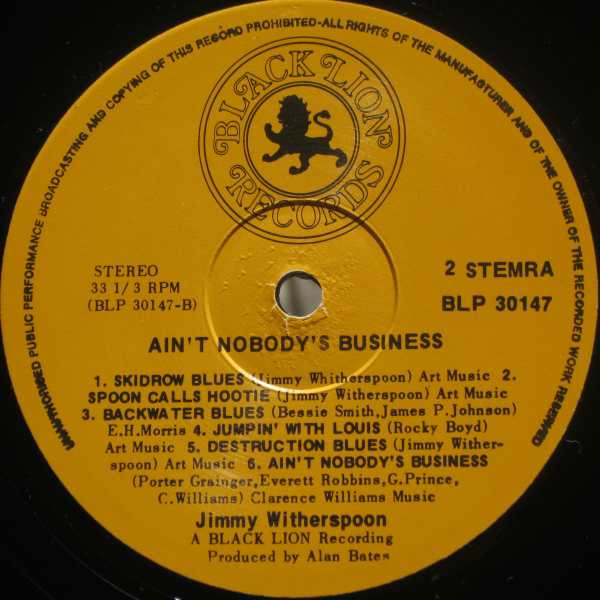 UNAUTHORISED PUBLIC PERFORMANCE BROADCASTING AND COPYING OF THIS RECORD PROHIBITED-ALL RIGHTS OF THE MANUFACTURER AND OF THE OWNER OF THE RECORDED WORK RESERVED
BLACK LION
RECORDS
STEREO
33 1/3 RPM
(BLP 30147-B)
2 STEMRA
BLP 30147
AIN'T NOBODY'S BUSINESS
1. SKIDROW BLUES (Jimmy Whitherspoon) Art Music 2.
SPOON CALLS HOOTIE (Jimmy Witherspoon) Art Music
3. BACKWATER BLUES (Bessie Smith,James P.Johnson)
E.H.Morris 4. JUMPIN' WITH LOUIS (Rocky Boyd)
Art Music 5. DESTRUCTION BLUES (Jimmy Wither-
spoon) Art Music 6. AIN'T NOBODY'S BUSINESS
(Porter Grainger,Everett Robbins,G.Prince,
C.Williams) Clarence Williams Music
Jimmy Witherspoon
A BLACK LION Recording
Produced by Alan Bates